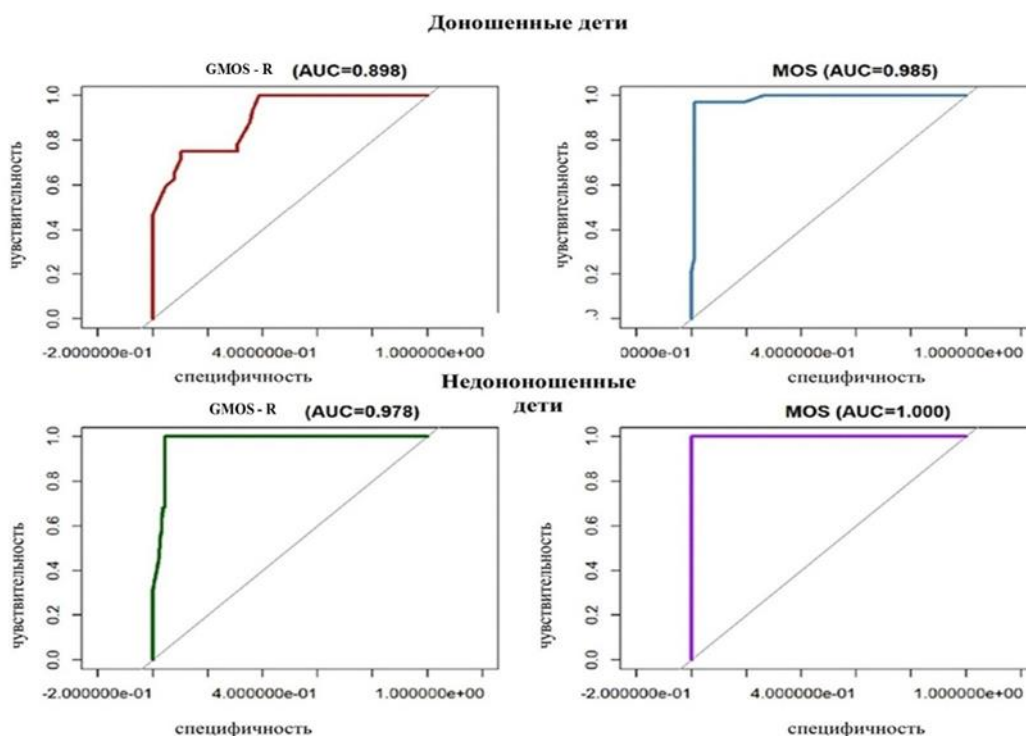 Доношенные дети
GMOS - R (AUC=0.898)
MOS (AUC=0.985)
чувствительность
0.0 0.2 0.4 0.6 0.8 1.0
-2.000000e-01 4.000000e-01 1.000000e+00
специфичность
чувствительность
.0 0.2 0.4 0.6 0.8 1.0
0000e-01 4.000000e-01 1.000000e+00
специфичность
Недононошенные
дети
GMOS - R (AUC=0.978)
MOS (AUC=1.000)
чувствительность
0.0 0.2 0.4 0.6 0.8 1.0
-2.000000e-01 4.000000e-01 1.000000e+00
специфичность
чувствительность
0.0 0.2 0.4 0.6 0.8 1.0
-2.000000e-01 4.000000e-01 1.000000e+00
специфичность